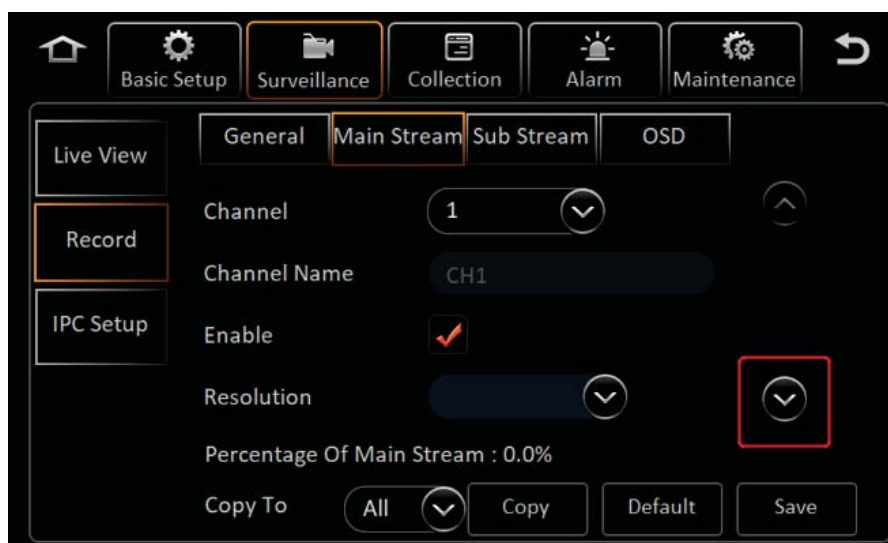 Basic Setup Surveillance Collection Alarm Maintenance
General Main Stream Sub Stream OSD
Live View
Channel 1
Record
Channel Name CH1
IPC Setup
Enable
Resolution
Percentage Of Main Stream : 0.0%
Copy To All Copy Default Save